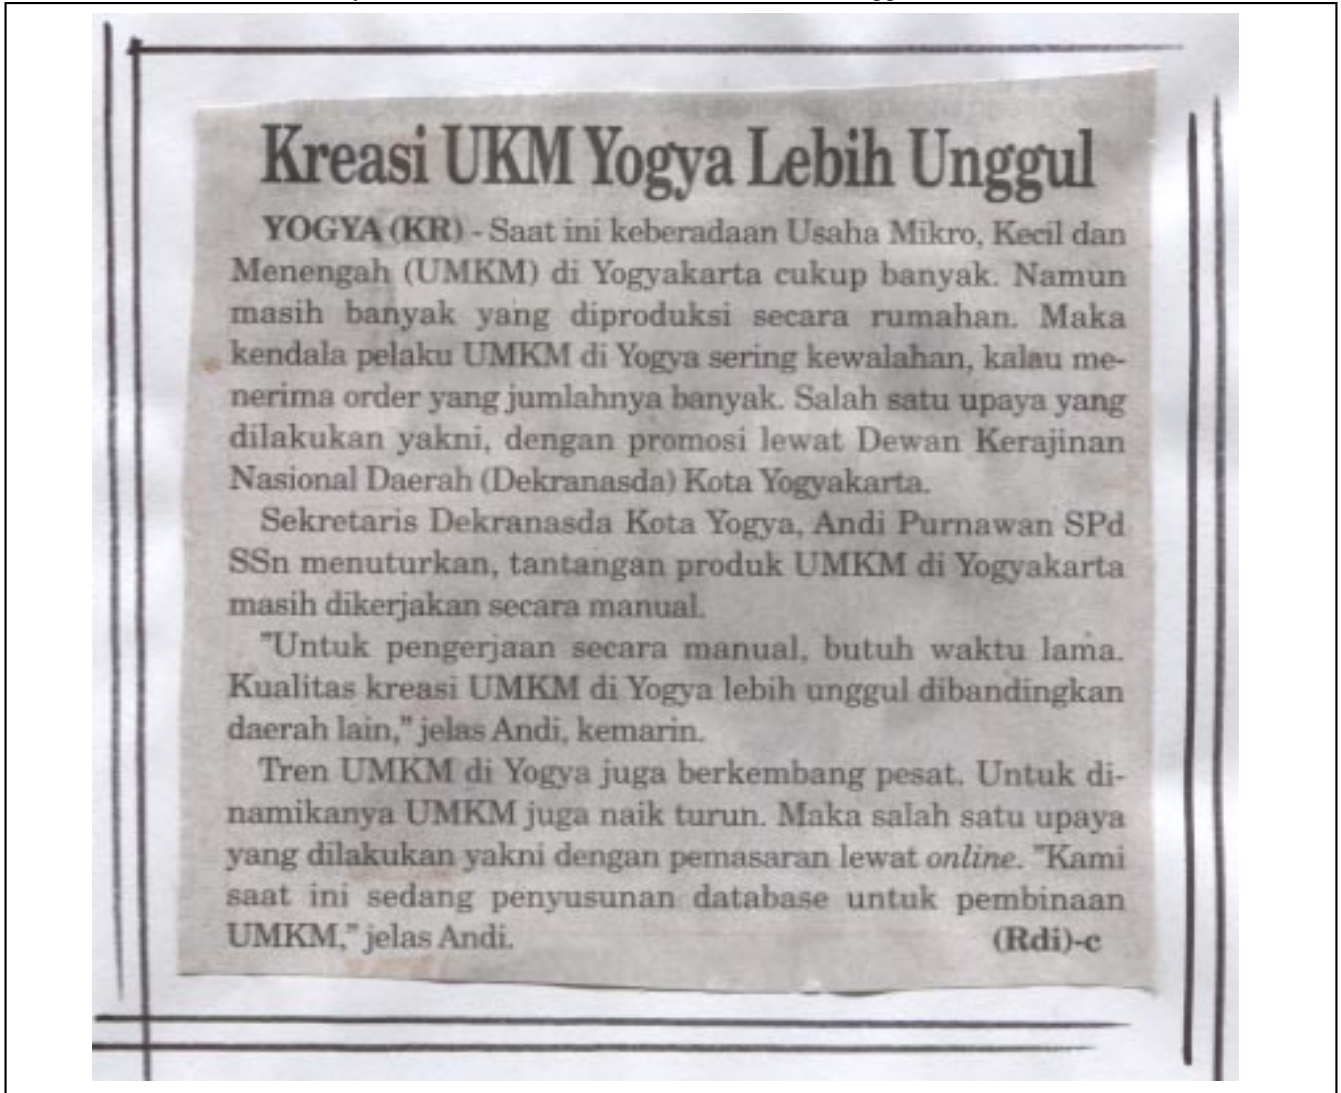 Kreasi UKM Yogya Lebih Unggul
YOGYA (KR) - Saat ini keberadaan Usaha Mikro, Kecil dan
Menengah (UMKM) di Yogyakarta cukup banyak. Namun
masih banyak yang diproduksi secara rumahan. Maka
kendala pelaku UMKM di Yogya sering kewalahan, kalau me-
nerima order yang jumlahnya banyak. Salah satu upaya yang
dilakukan yakni, dengan promosi lewat Dewan Kerajinan
Nasional Daerah (Dekranasda) Kota Yogyakarta.
Sekretaris Dekranasda Kota Yogya, Andi Purnawan SPd
SSn menuturkan, tantangan produk UMKM di Yogyakarta
masih dikerjakan secara manual.
"Untuk pengerjaan secara manual, butuh waktu lama.
Kualitas kreasi UMKM di Yogya lebih unggul dibandingkan
daerah lain," jelas Andi, kemarin.
Tren UMKM di Yogya juga berkembang pesat. Untuk di-
namikanya UMKM juga naik turun. Maka salah satu upaya
yang dilakukan yakni dengan pemasaran lewat online. "Kami
saat ini sedang penyusunan database untuk pembinaan
UMKM," jelas Andi. (Rdi)-c